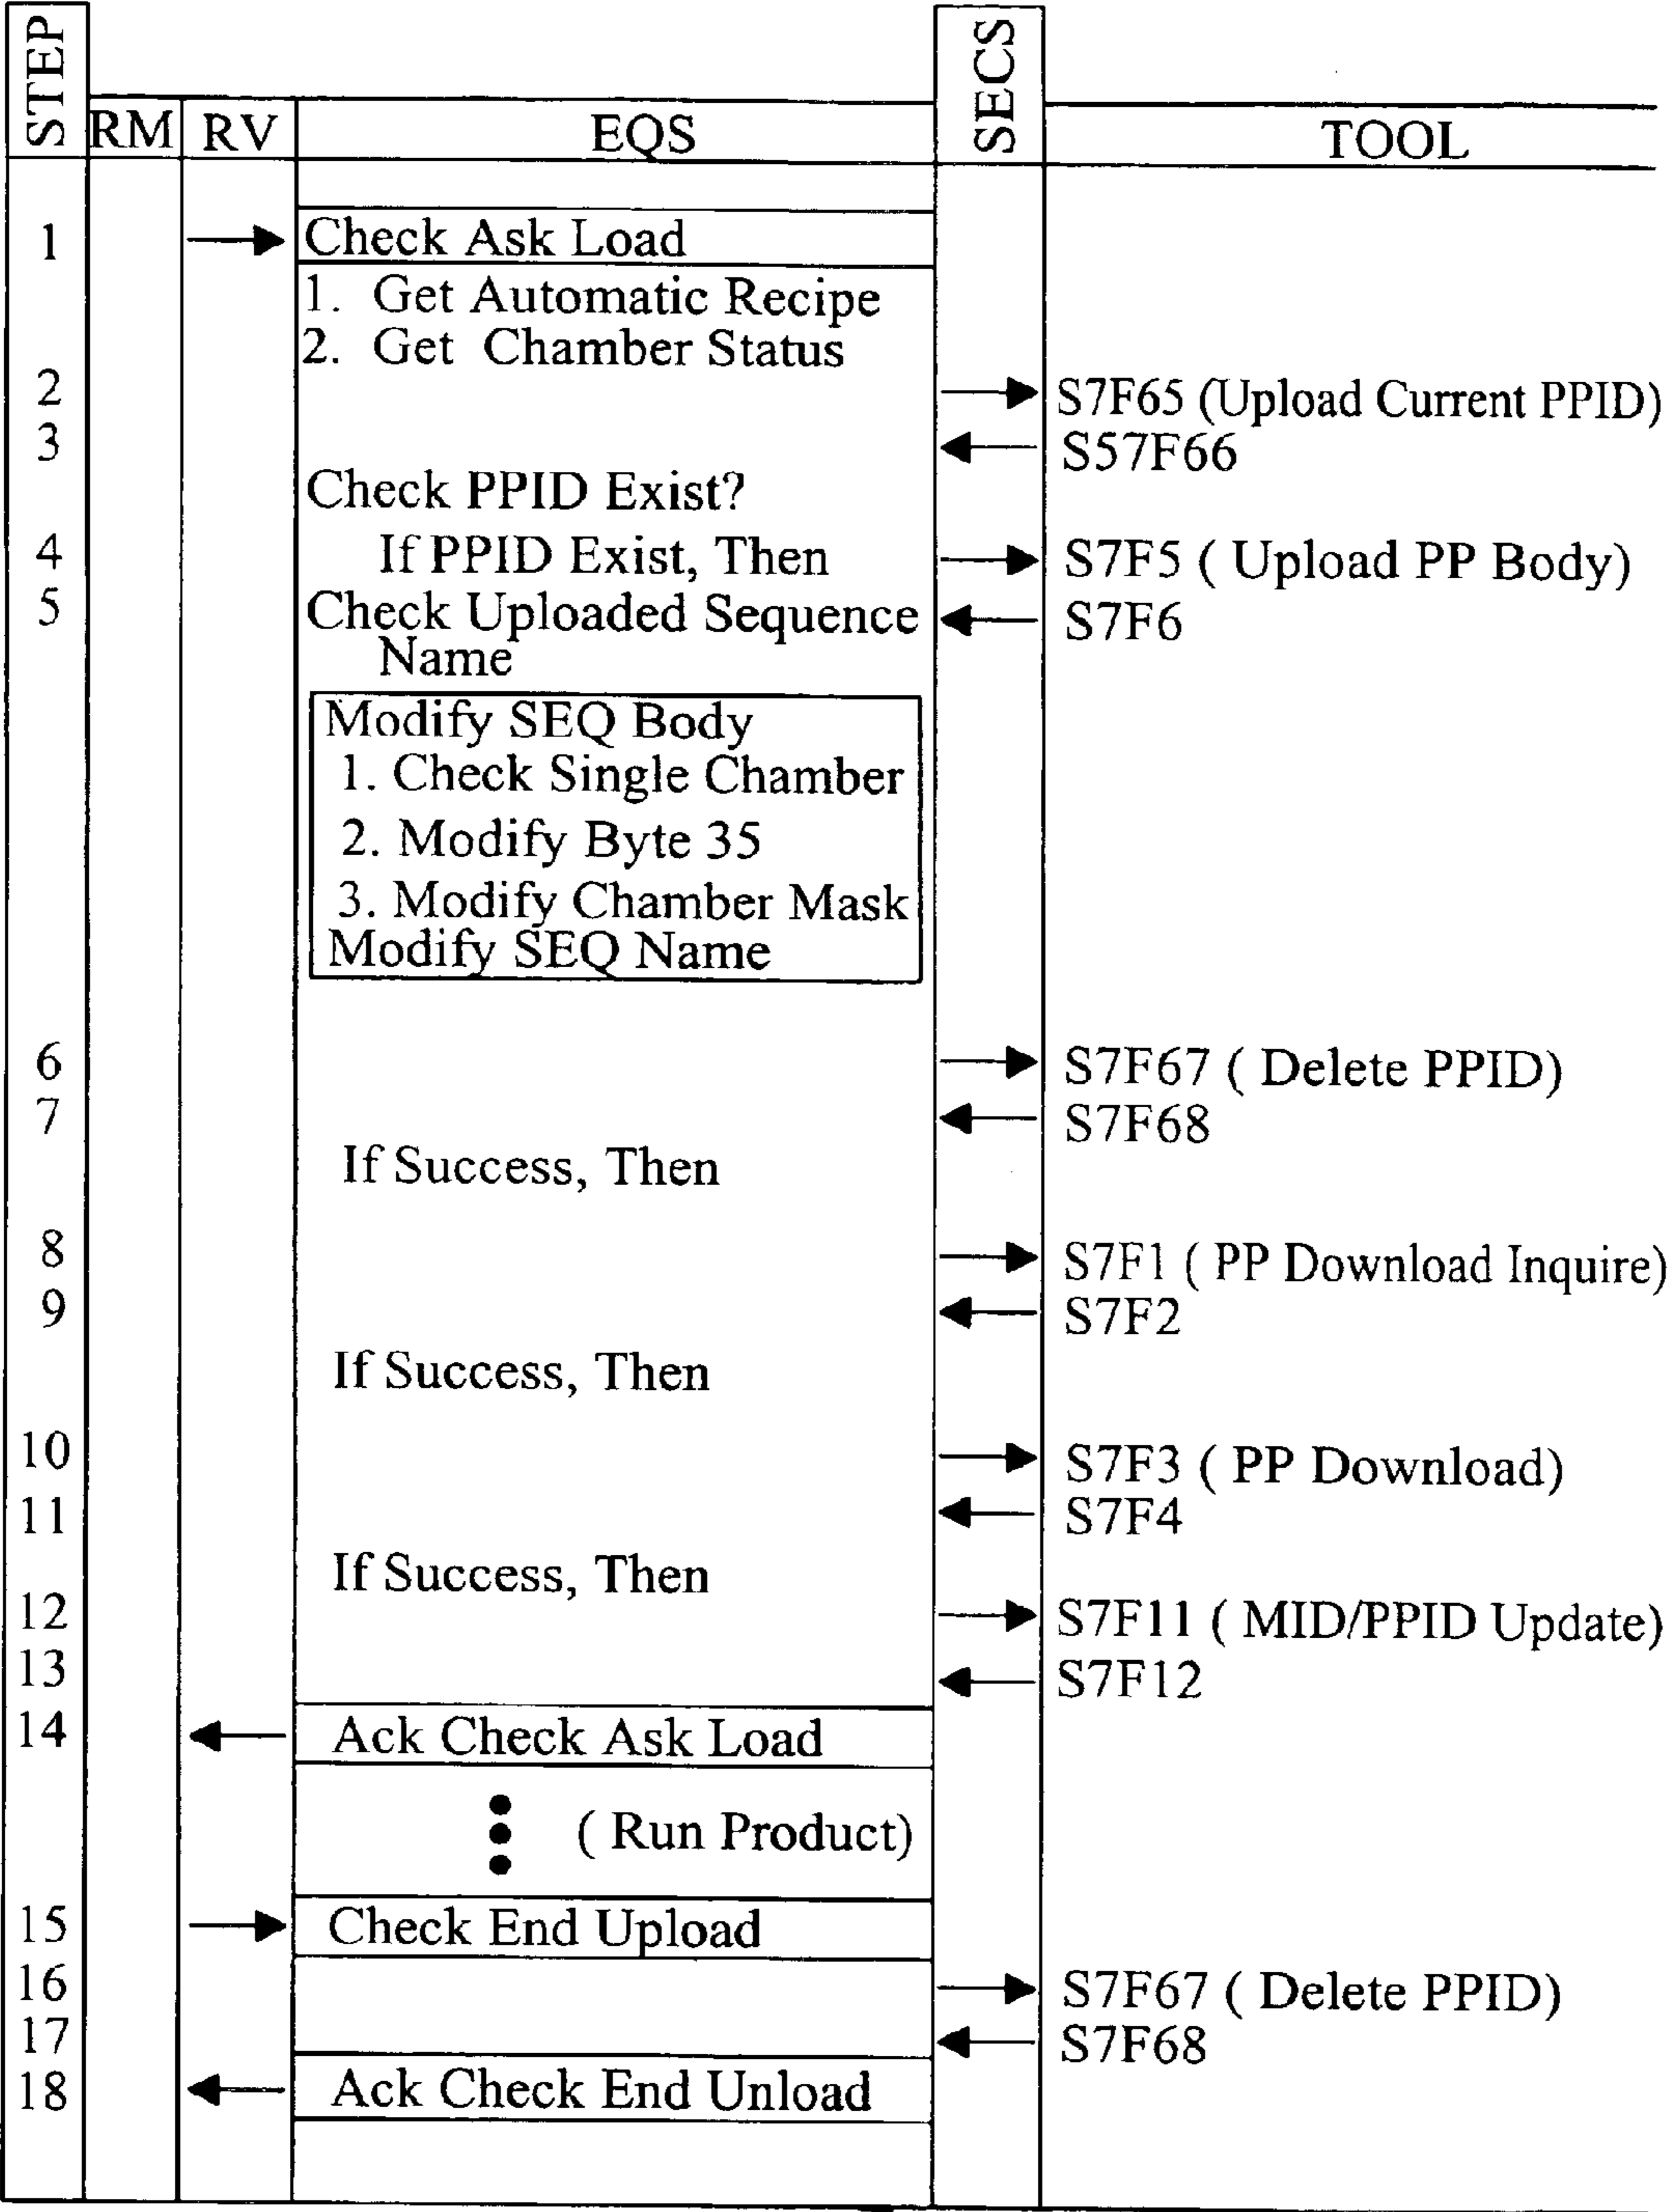 STEP RM RV EQS SECS TOOL
1 Check Ask Load
1. Get Automatic Recipe
2. Get Chamber Status
2 S7F65 (Upload Current PPID)
3 S57F66
Check PPID Exist?
4 If PPID Exist, Then S7F5 ( Upload PP Body)
5 Check Uploaded Sequence S7F6
Name
Modify SEQ Body
1. Check Single Chamber
2. Modify Byte 35
3. Modify Chamber Mask
Modify SEQ Name
6 S7F67 ( Delete PPID)
7 S7F68
If Success, Then
8 S7F1 ( PP Download Inquire)
9 S7F2
If Success, Then
10 S7F3 ( PP Download)
11 S7F4
If Success, Then
12 S7F11 ( MID/PPID Update)
13 S7F12
14 Ack Check Ask Load
( Run Product)
15 Check End Upload
16 S7F67 ( Delete PPID)
17 S7F68
18 Ack Check End Unload